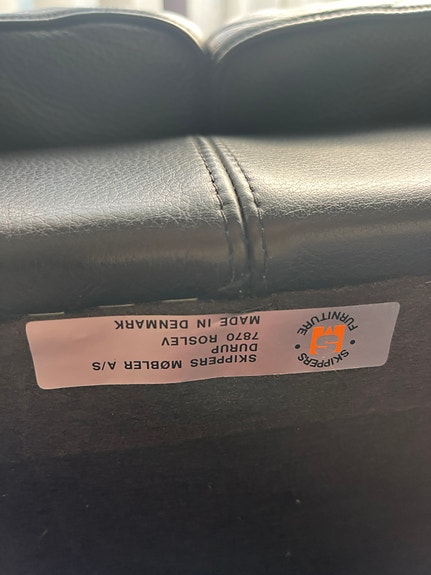 SKIPPERS MØBLER A/S
DURUP
7870 ROSLEV
MADE IN DENMARK
• SKIPPERS •
FURNITURE